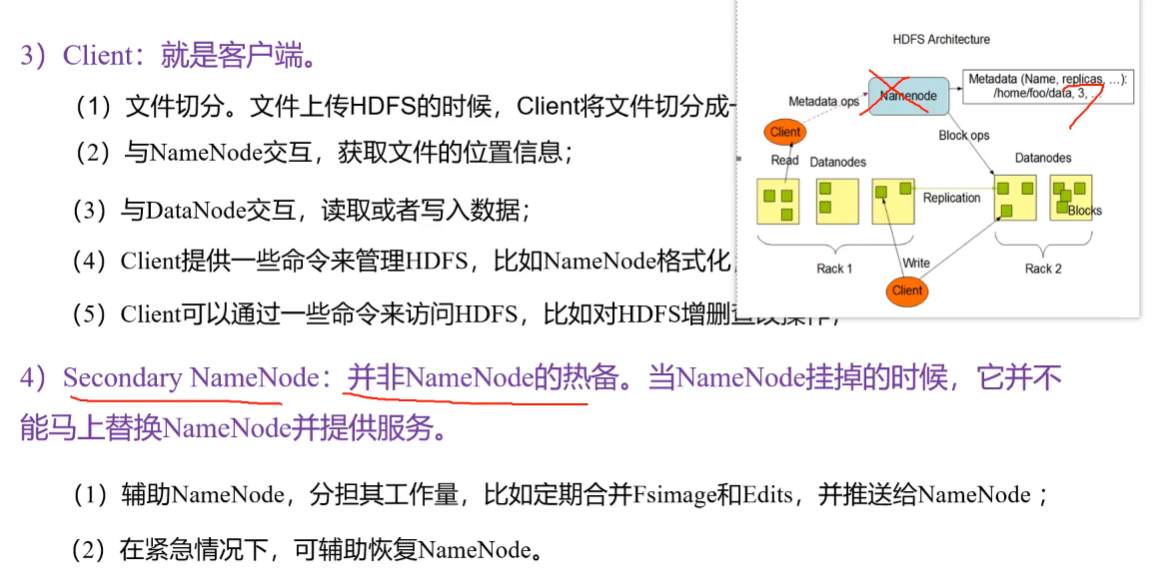 3）Client：就是客户端。
（1）文件切分。文件上传HDFS的时候，Client将文件切分成
（2）与NameNode交互，获取文件的位置信息；
（3）与DataNode交互，读取或者写入数据；
（4）Client提供一些命令来管理HDFS，比如NameNode格式化；
（5）Client可以通过一些命令来访问HDFS，比如对HDFS增删查改操作；
4）Secondary NameNode：并非NameNode的热备。当NameNode挂掉的时候，它并不
能马上替换NameNode并提供服务。
（1）辅助NameNode，分担其工作量，比如定期合并Fsimage和Edits，并推送给NameNode ；
（2）在紧急情况下，可辅助恢复NameNode。
HDFS Architecture
Namenode
Metadata (Name, replicas, ...):
/home/foo/data, 3, ...
Metadata ops
Client
Block ops
Read
Datanodes
Datanodes
Replication
Blocks
Rack 1
Write
Rack 2
Client